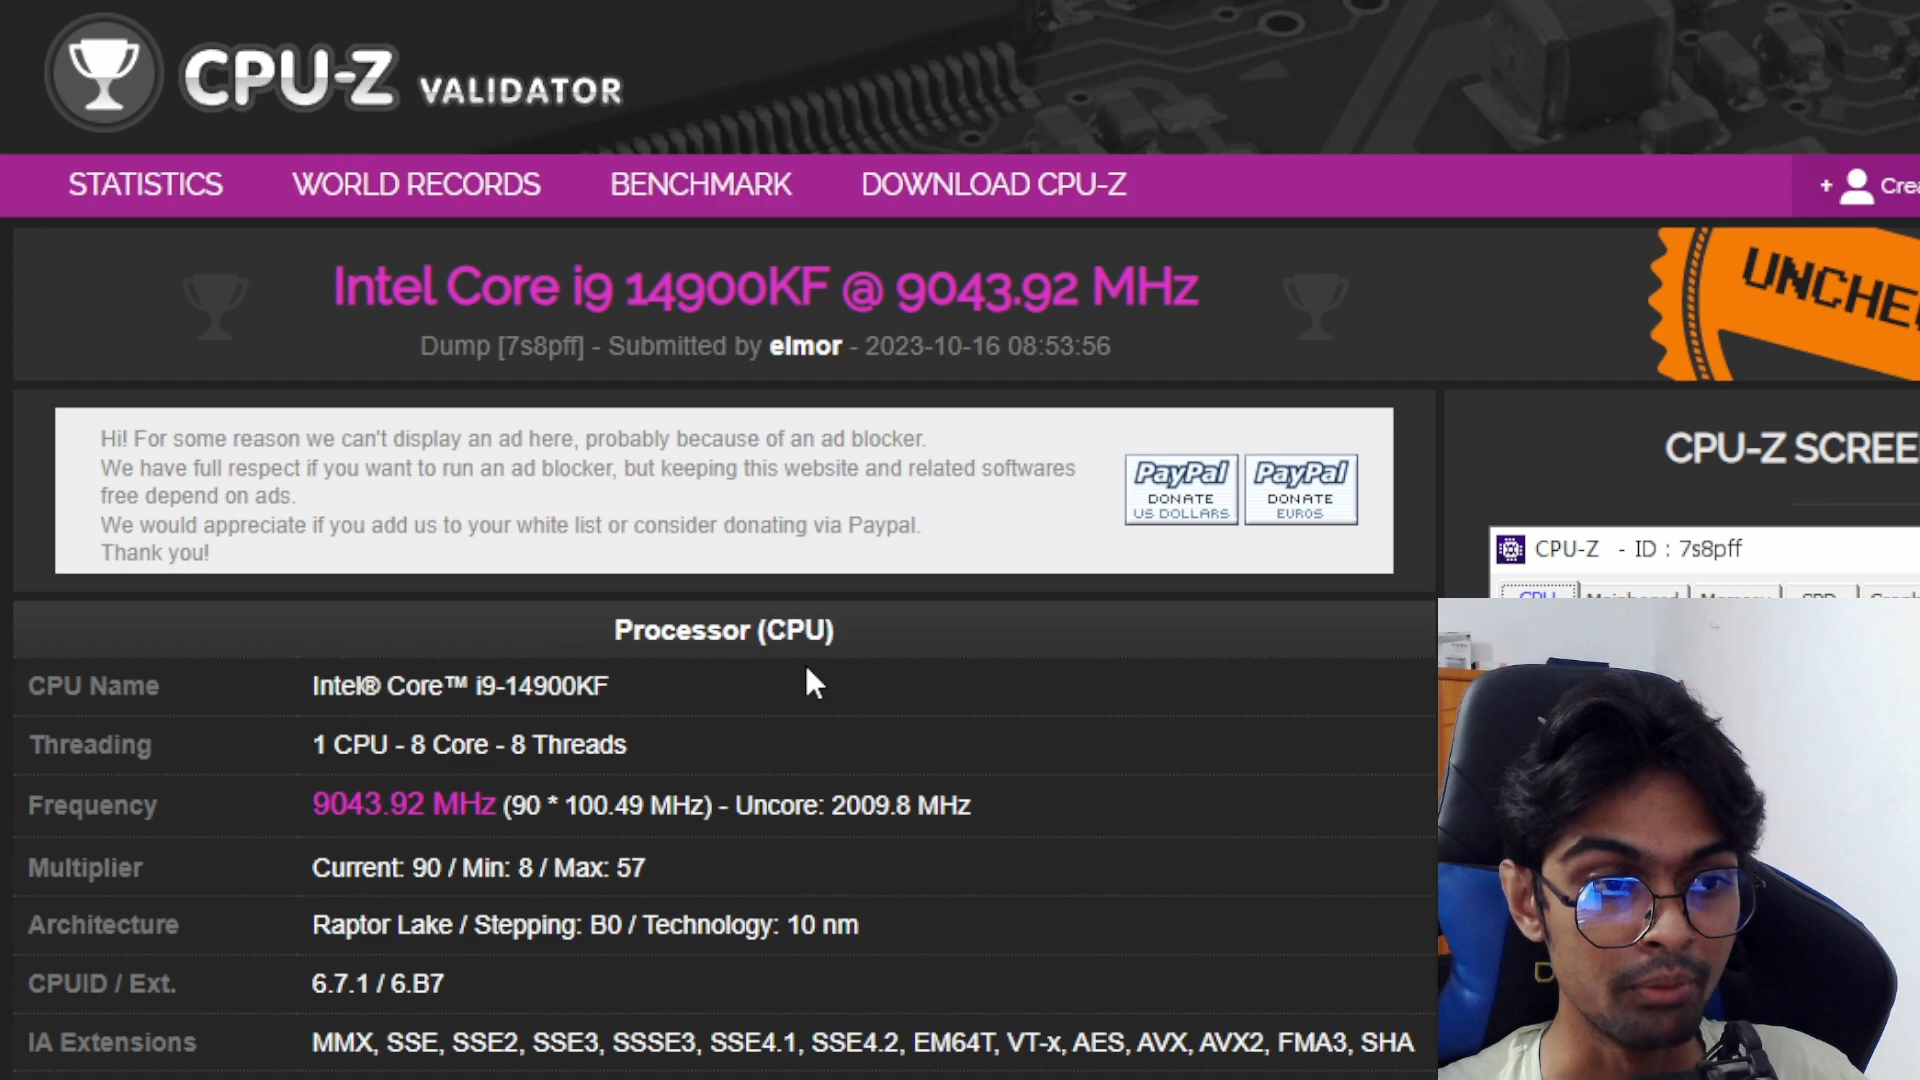 CPU-Z VALIDATOR
STATISTICS WORLD RECORDS BENCHMARK DOWNLOAD CPU-Z +
Intel Core i9 14900KF @ 9043.92 MHz
Dump [7s8pff] - Submitted by elmor - 2023-10-16 08:53:56
Hi! For some reason we can't display an ad here, probably because of an ad blocker.
We have full respect if you want to run an ad blocker, but keeping this website and related softwares
free depend on ads.
We would appreciate if you add us to your white list or consider donating via Paypal.
Thank you!
PayPal
DONATE
US DOLLARS
PayPal
DONATE
EUROS
CPU-Z
CPU-Z - ID : 7s8pff
Processor (CPU)
CPU Name Intel® Core™ i9-14900KF
Threading 1 CPU - 8 Core - 8 Threads
Frequency 9043.92 MHz (90 * 100.49 MHz) - Uncore: 2009.8 MHz
Multiplier Current: 90 / Min: 8 / Max: 57
Architecture Raptor Lake / Stepping: B0 / Technology: 10 nm
CPUID / Ext. 6.7.1 / 6.B7
IA Extensions MMX, SSE, SSE2, SSE3, SSSE3, SSE4.1, SSE4.2, EM64T, VT-x, AES, AVX, AVX2, FMA3, SHA